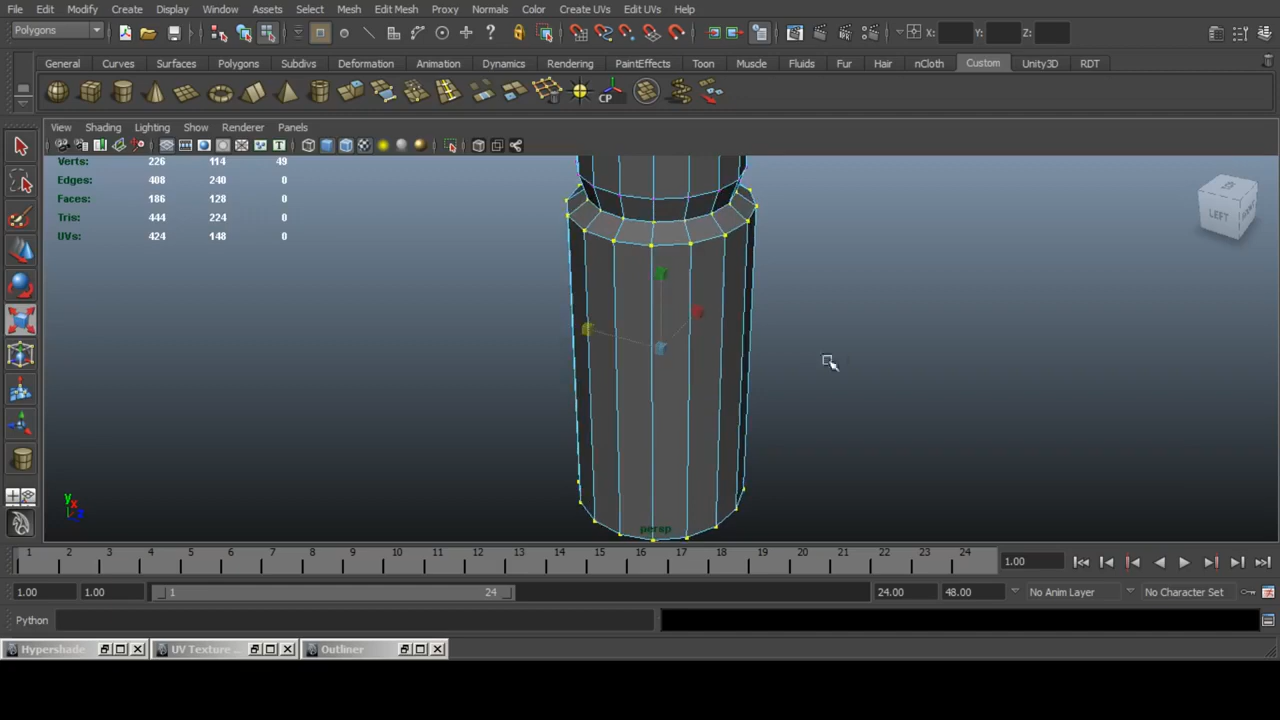 File Edit Modify Create Display Window Assets Select Mesh Edit Mesh Proxy Normals Color Create UVs Edit UVs Help
Polygons X: Y: Z:
General Curves Surfaces Polygons Subdivs Deformation Animation Dynamics Rendering PaintEffects Toon Muscle Fluids Fur Hair nCloth Custom Unity3D RDT
CP
View Shading Lighting Show Renderer Panels
Verts: 226 114 49
Edges: 408 240 0
Faces: 186 128 0
Tris: 444 224 0
UVs: 424 148 0
LEFT
y
x
persp
1 2 3 4 5 6 7 8 9 10 11 12 13 14 15 16 17 18 19 20 21 22 23 24 1.00
1.00 1.00 1 24 24.00 48.00 No Anim Layer No Character Set
Python
Hypershade UV Texture ... Outliner